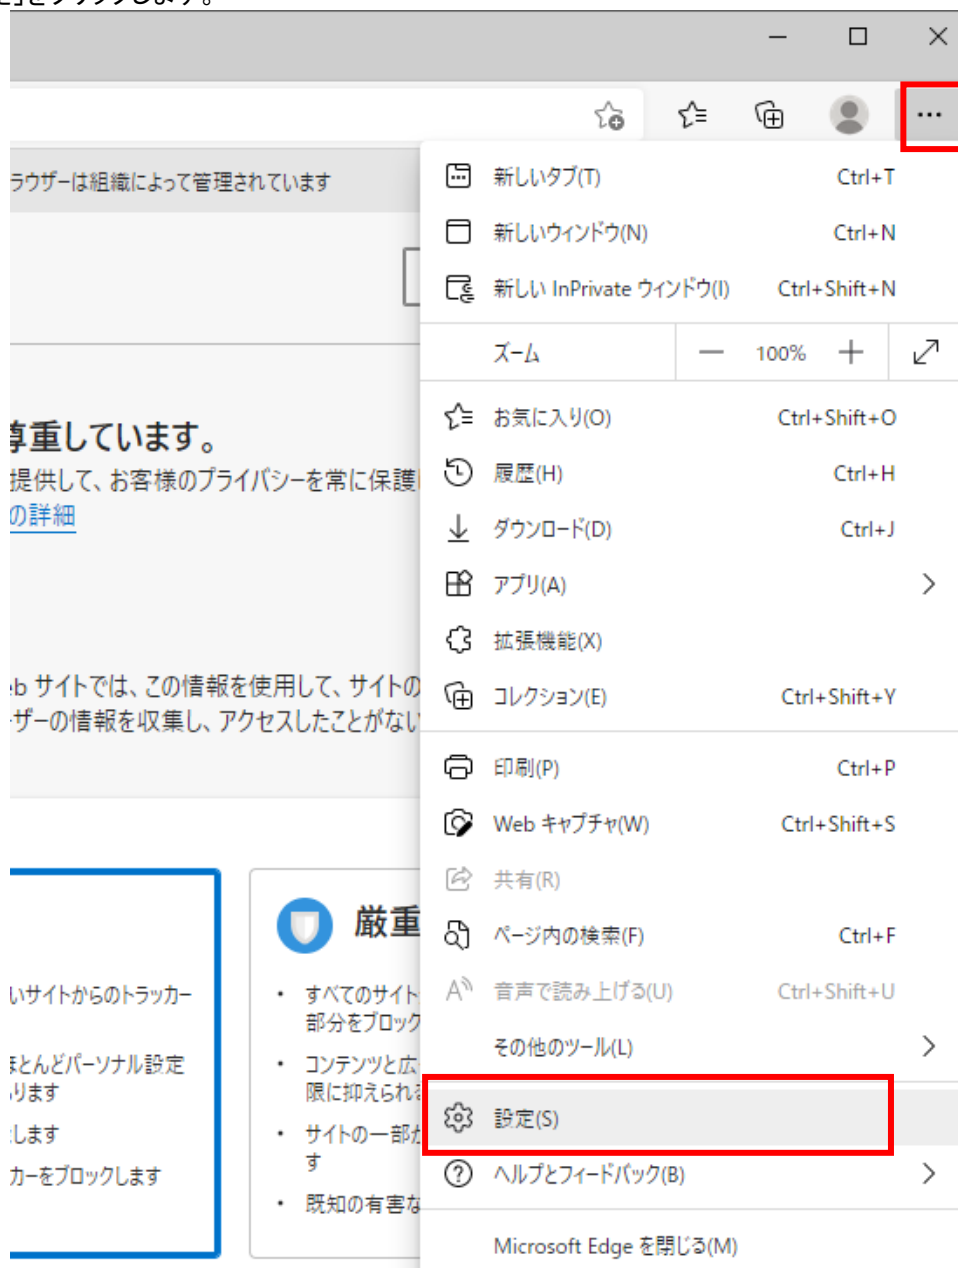 をクリックします。
ラウザーは組織によって管理されています
新しいタブ(T) Ctrl+T
新しいウィンドウ(N) Ctrl+N
新しい InPrivate ウィンドウ(I) Ctrl+Shift+N
ズーム 100%
お気に入り(O) Ctrl+Shift+O
履歴(H) Ctrl+H
ダウンロード(D) Ctrl+J
アプリ(A)
拡張機能(X)
コレクション(E) Ctrl+Shift+Y
印刷(P) Ctrl+P
Web キャプチャ(W) Ctrl+Shift+S
共有(R)
ページ内の検索(F) Ctrl+F
音声で読み上げる(U) Ctrl+Shift+U
その他のツール(L)
設定(S)
ヘルプとフィードバック(B)
Microsoft Edge を閉じる(M)
尊重しています。
提供して、お客様のプライバシーを常に保護
の詳細
eb サイトでは、この情報を使用して、サイトの
ザーの情報を収集し、アクセスしたことがない
いサイトからのトラッカー
ほとんどパーソナル設定
ります
します
カーをブロックします
厳重
・ すべてのサイト
部分をブロック
・ コンテンツと広
限に抑えられ
・ サイトの一部が
す
・ 既知の有害な